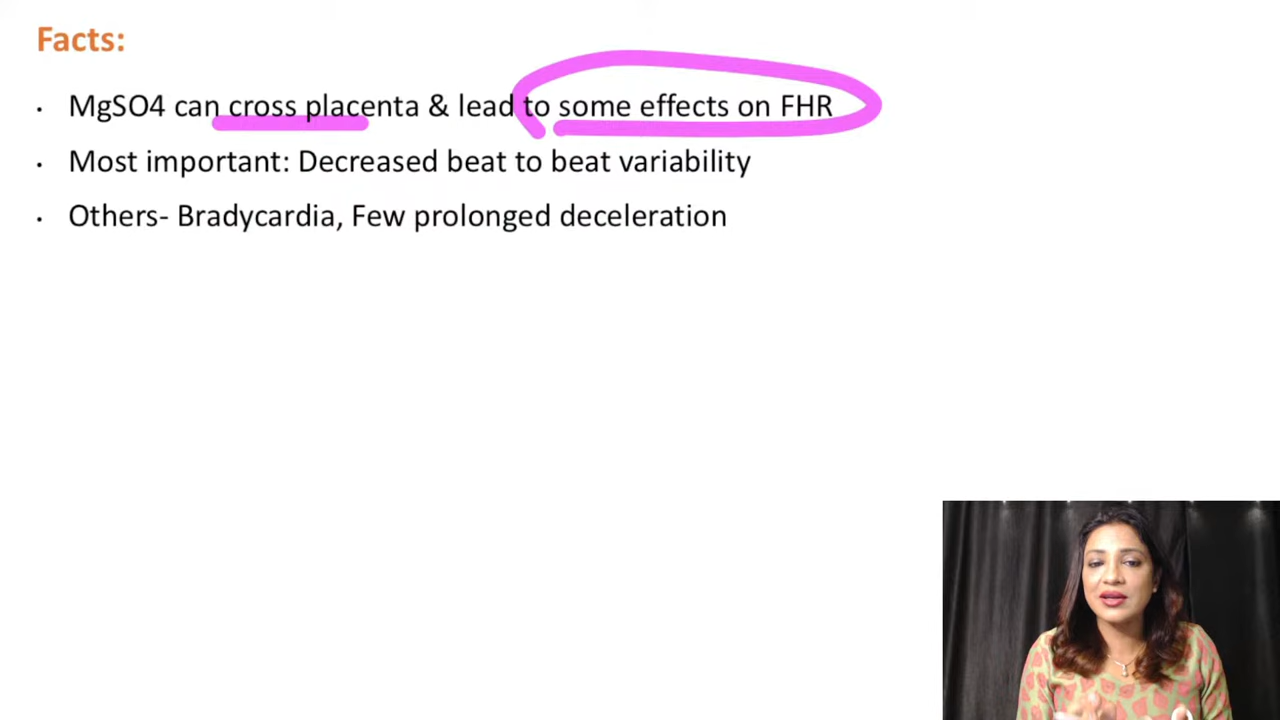 Facts:
• MgSO4 can cross placenta & lead to some effects on FHR
• Most important: Decreased beat to beat variability
• Others- Bradycardia, Few prolonged deceleration